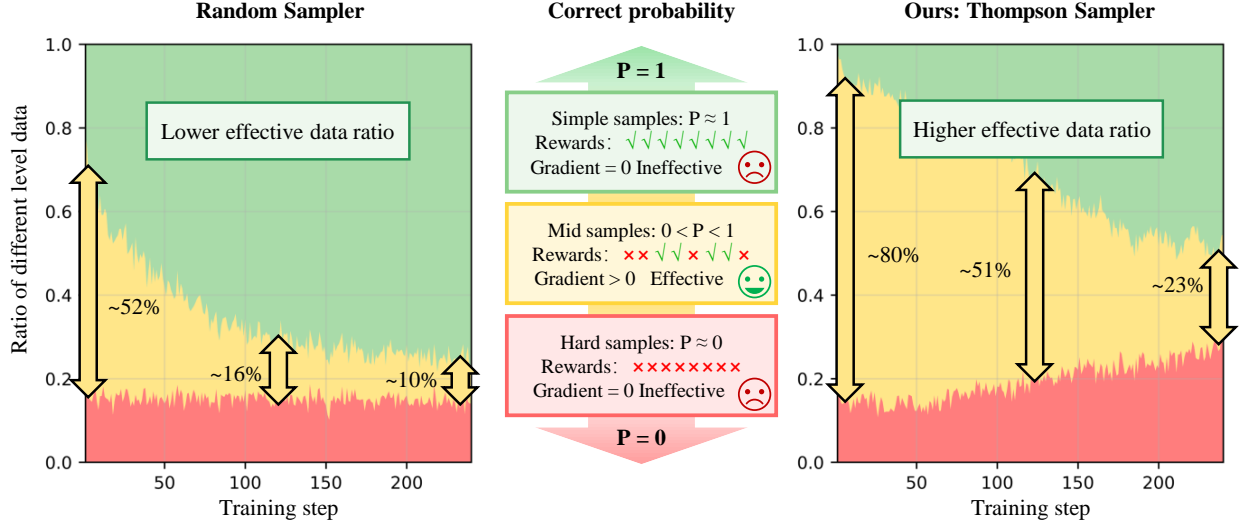 Random Sampler
Correct probability
Ours: Thompson Sampler
Ratio of different level data
1.0
0.8
0.6
0.4
0.2
0.0
Lower effective data ratio
~52%
~16%
~10%
50
100
150
200
Training step
P = 1
Simple samples: P ≈ 1
Rewards: √ √ √ √ √ √ √ √
Gradient = 0 Ineffective
Mid samples: 0 < P < 1
Rewards: × × √ √ × √ √ ×
Gradient > 0 Effective
Hard samples: P ≈ 0
Rewards: × × × × × × × ×
Gradient = 0 Ineffective
P = 0
1.0
0.8
0.6
0.4
0.2
0.0
Higher effective data ratio
~80%
~51%
~23%
50
100
150
200
Training step